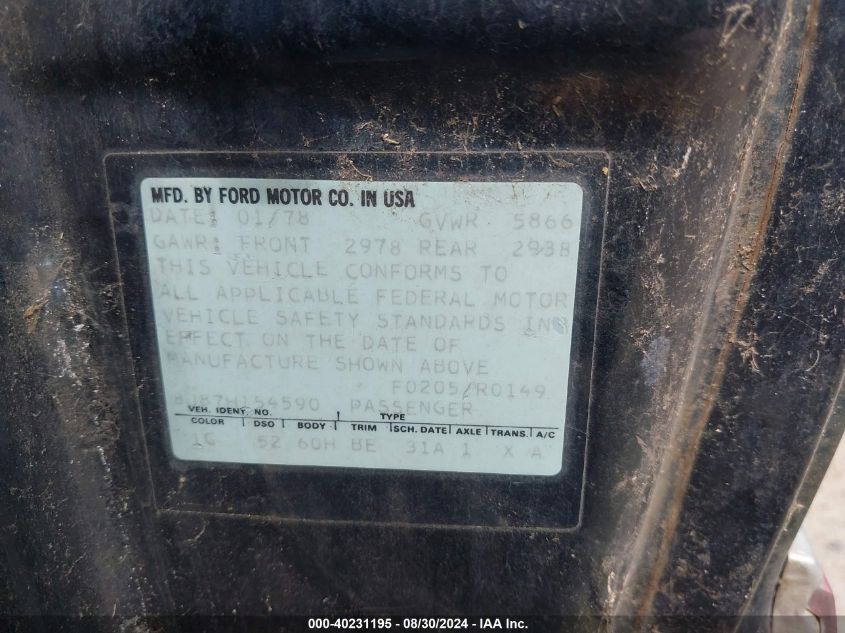 MFD. BY FORD MOTOR CO. IN USA
DATE: 01/78 GVWR 5866
GAWR: FRONT 2978 REAR 2938
THIS VEHICLE CONFORMS TO
ALL APPLICABLE FEDERAL MOTOR
VEHICLE SAFETY STANDARDS IN
EFFECT ON THE DATE OF
MANUFACTURE SHOWN ABOVE
F0205/R0149
8J87H154590 PASSENGER
VEH. IDENT. NO. TYPE
COLOR DSO BODY TRIM SCH. DATE AXLE TRANS. A/C
1C 52 60H BE 31A 1 X A
000-40231195 - 08/30/2024 - IAA Inc.